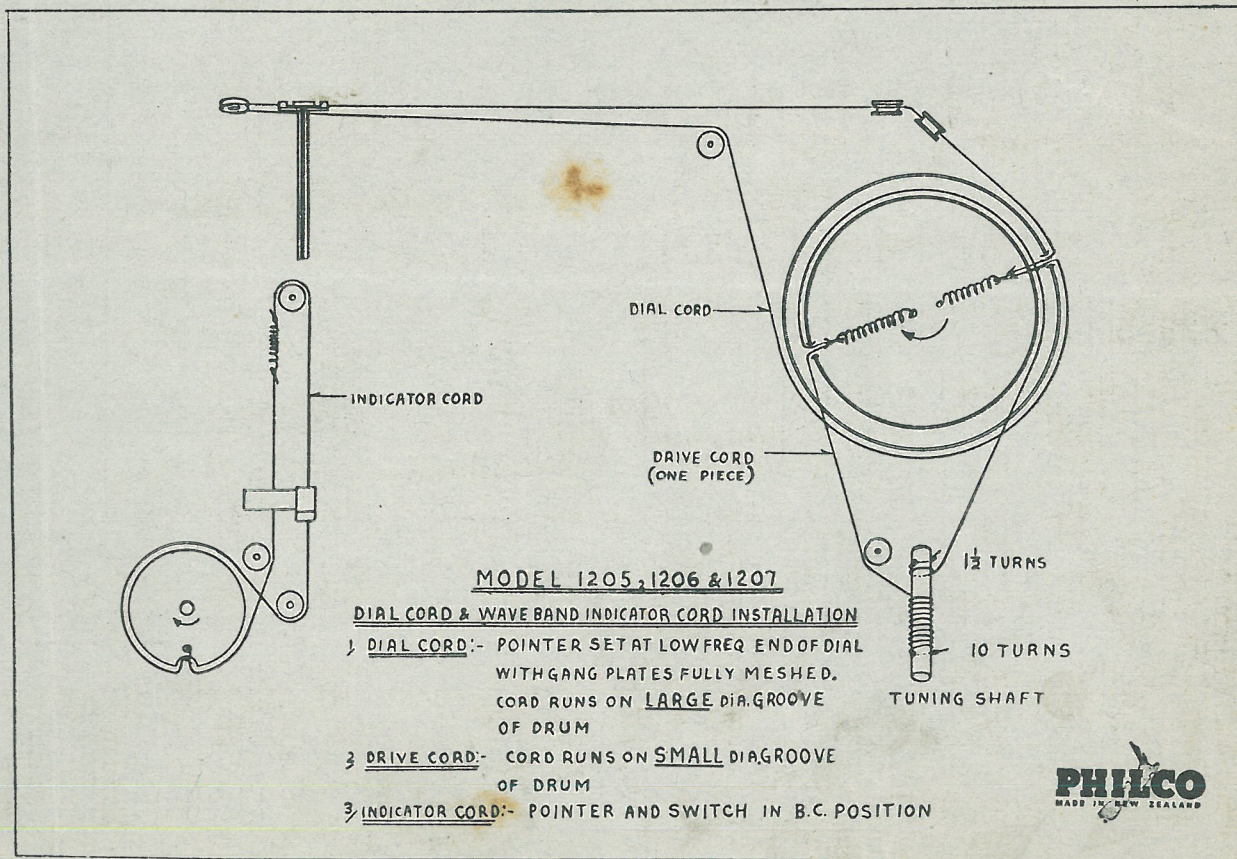 DIAL CORD
INDICATOR CORD
DRIVE CORD
(ONE PIECE)
1½ TURNS
10 TURNS
TUNING SHAFT
MODEL 1205, 1206 & 1207
DIAL CORD & WAVE BAND INDICATOR CORD INSTALLATION
1, DIAL CORD:- POINTER SET AT LOW FREQ END OF DIAL
WITH GANG PLATES FULLY MESHED.
CORD RUNS ON LARGE DIA. GROOVE
OF DRUM
2, DRIVE CORD:- CORD RUNS ON SMALL DIA. GROOVE
OF DRUM
3, INDICATOR CORD:- POINTER AND SWITCH IN B.C. POSITION
PHILCO
MADE IN NEW ZEALAND